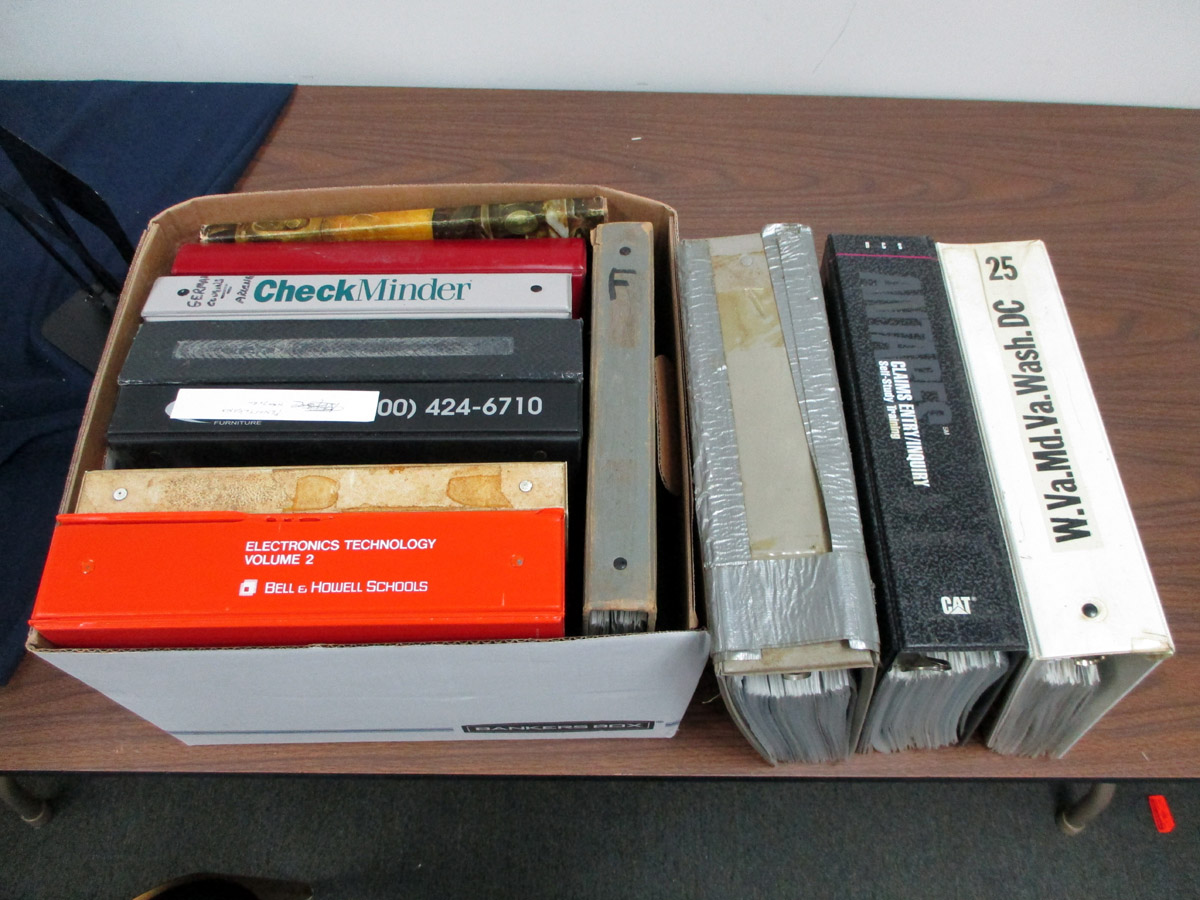 GERMAN
CheckMinder
00) 424-6710
FURNITURE
ELECTRONICS TECHNOLOGY
VOLUME 2
BELL & HOWELL SCHOOLS
BANKERS BOX
F
CLAIMS ENTRY/INQUIRY
Self-Study Training
CAT
25
W.Va.Md.Va.Wash.DC